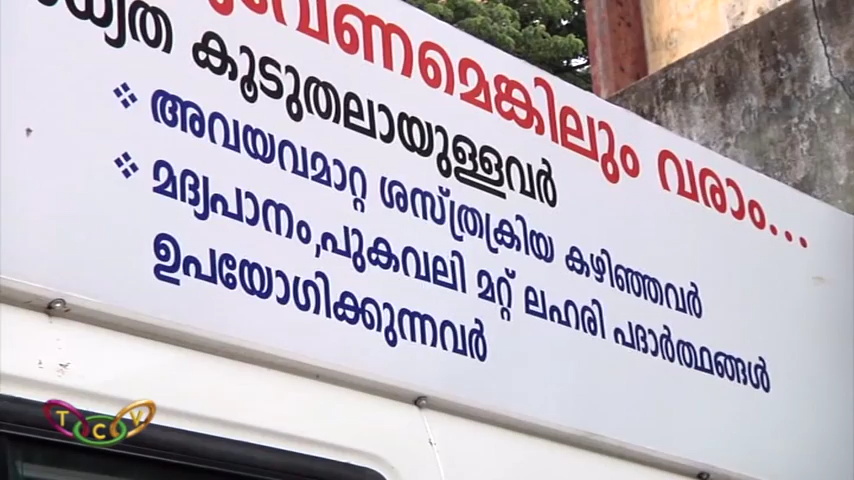 വേണമെങ്കിലും വരാം...
കൂടുതലായുള്ളവർ
❖ അവയവമാറ്റ ശസ്ത്രക്രിയ കഴിഞ്ഞവർ
❖ മദ്യപാനം,പുകവലി മറ്റ് ലഹരി പദാർത്ഥങ്ങൾ
ഉപയോഗിക്കുന്നവർ
TCV